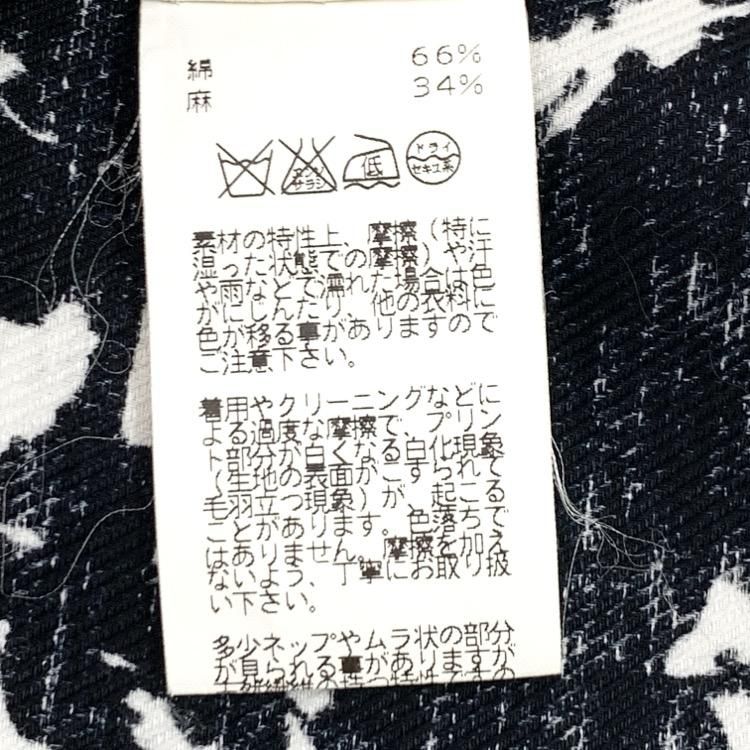 綿 66%
麻 34%
エンソ
サラシ
低
ドライ
セキユ系
素材の特性上、摩擦(特に
湿った状態での摩擦)や汗
や雨などで濡れた場合は色
がにじんだり、他の衣料に
色が移る事がありますので
ご注意下さい。
着用やクリーニングなどに
よる過度な摩擦で、プリン
ト部分が白くなる白化現象
(生地の表面がこすられて
毛羽立つ現象)が、起こる
ことがあります。色落ちで
はありません。摩擦を加え
ないよう、丁寧にお取り扱
い下さい。
多少ネップやムラ状の部分
が見られる事がありますが